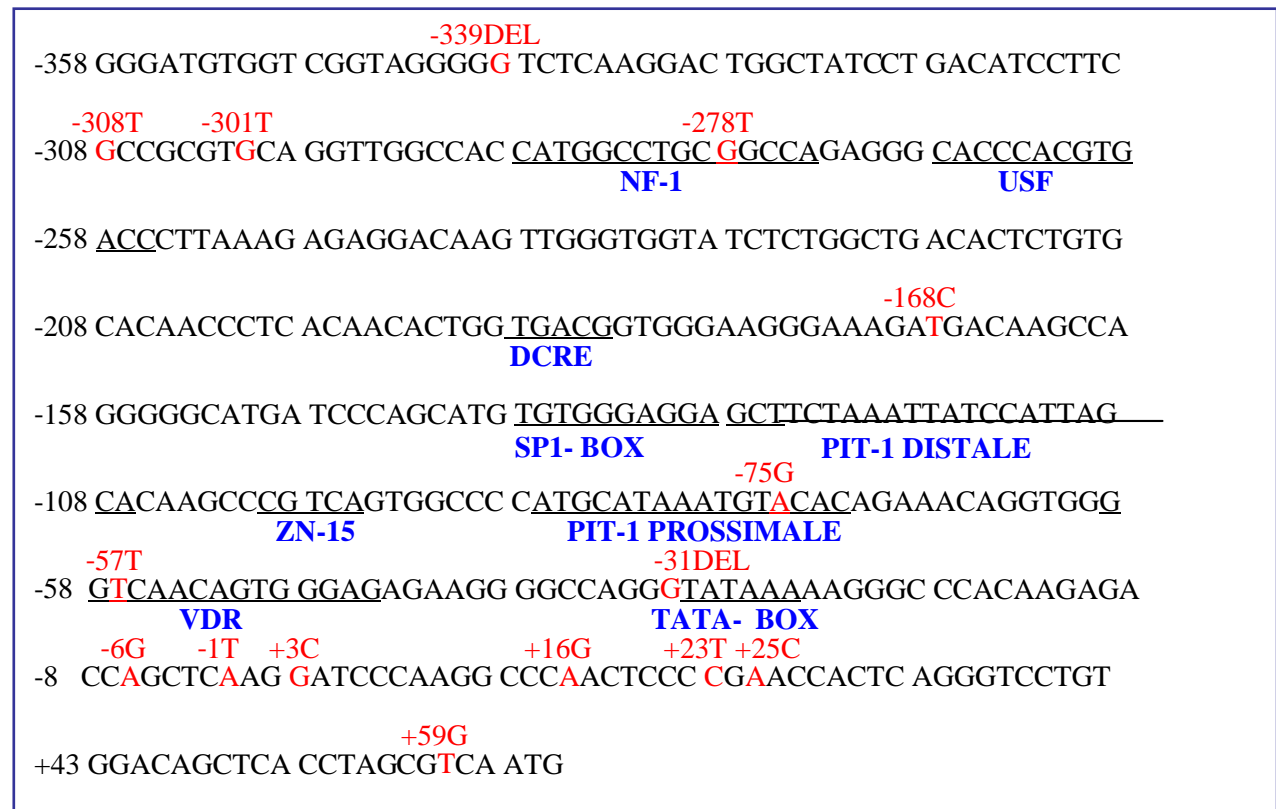 -339DEL
-358 GGGATGTGGT CGGTAGGGGG TCTCAAGGAC TGGCTATCCT GACATCCTTC
-308T -301T -278T
-308 GCCGCGTGCA GGTTGGCCAC CATGGCCTGC GGCCAGAGGG CACCCACGTG
NF-1 USF
-258 ACCCTTAAAG AGAGGACAAG TTGGGTGGTA TCTCTGGCTG ACACTCTGTG
-168C
-208 CACAACCCTC ACAACACTGG TGACGGTGGGAAGGGAAAGATGACAAGCCA
DCRE
-158 GGGGGCATGA TCCCAGCATG TGTGGGAGGA GCTTCTAAATTATCCATTAG
SP1- BOX PIT-1 DISTALE
-75G
-108 CACAAGCCCG TCAGTGGCCC CATGCATAAATGTACACAGAAACAGGTGGG
ZN-15 PIT-1 PROSSIMALE
-57T -31DEL
-58 GTCAACAGTG GGAGAGAAGG GGCCAGGGTATAAAAAGGGC CCACAAGAGA
VDR TATA- BOX
-6G -1T +3C +16G +23T +25C
-8 CCAGCTCAAG GATCCCAAGG CCCAACTCCC CGAACCACTC AGGGTCCTGT
+59G
+43 GGACAGCTCA CCTAGCGTCA ATG